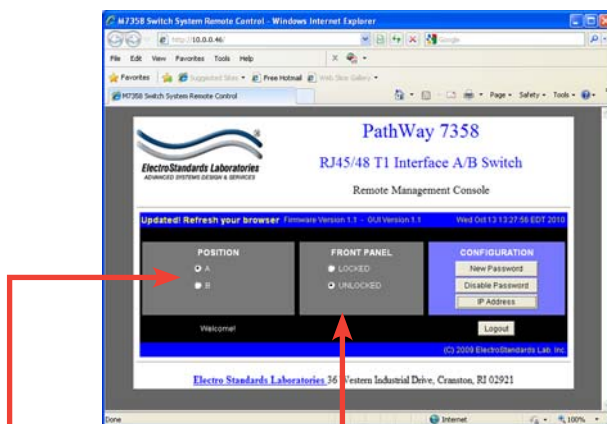 M7358 Switch System Remote Control - Windows Internet Explorer
http://10.0.0.46/
Google
File Edit View Favorites Tools Help
Favorites Suggested Sites Free Hotmail Web Slice Gallery
M7358 Switch System Remote Control
Page Safety Tools
ElectroStandards Laboratories
ADVANCED SYSTEMS DESIGN & SERVICES
PathWay 7358
RJ45/48 T1 Interface A/B Switch
Remote Management Console
Updated! Refresh your browser Firmware Version 1.1 - GUI Version 1.1 Wed Oct 13 13:27:56 EDT 2010
POSITION
A
B
FRONT PANEL
LOCKED
UNLOCKED
CONFIGURATION
New Password
Disable Password
IP Address
Welcome!
Logout
(C) 2009 ElectroStandards Lab. Inc
Electro Standards Laboratories 36 Western Industrial Drive, Cranston, RI 02921
Done
Internet
100%